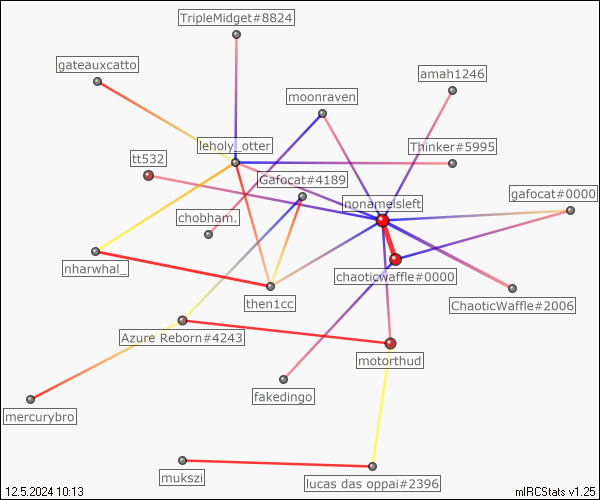 TripleMidget#8824
gateauxcatto
amah1246
moonraven
leholy_otter
Thinker#5995
tt532
Gafocat#4189
gafocat#0000
nonameisleft
chobham.
nharwhal_
chaoticwaffle#0000
then1cc
ChaoticWaffle#2006
Azure Reborn#4243
motorthud
fakedingo
mercurybro
mukszi
lucas das oppai#2396
12.5.2024 10:13
mIRCStats v1.25